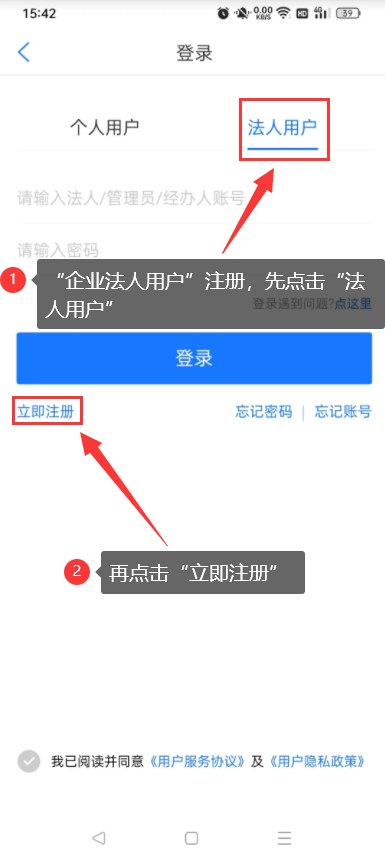 15:42
0.00
KB/S
HD
4G
39
登录
个人用户
法人用户
请输入法人/管理员/经办人账号
请输入密码
1
“企业法人用户”注册，先点击“法
人用户”
登录遇到问题?点这里
登录
立即注册
忘记密码 | 忘记账号
2
再点击“立即注册”
我已阅读并同意《用户服务协议》及《用户隐私政策》